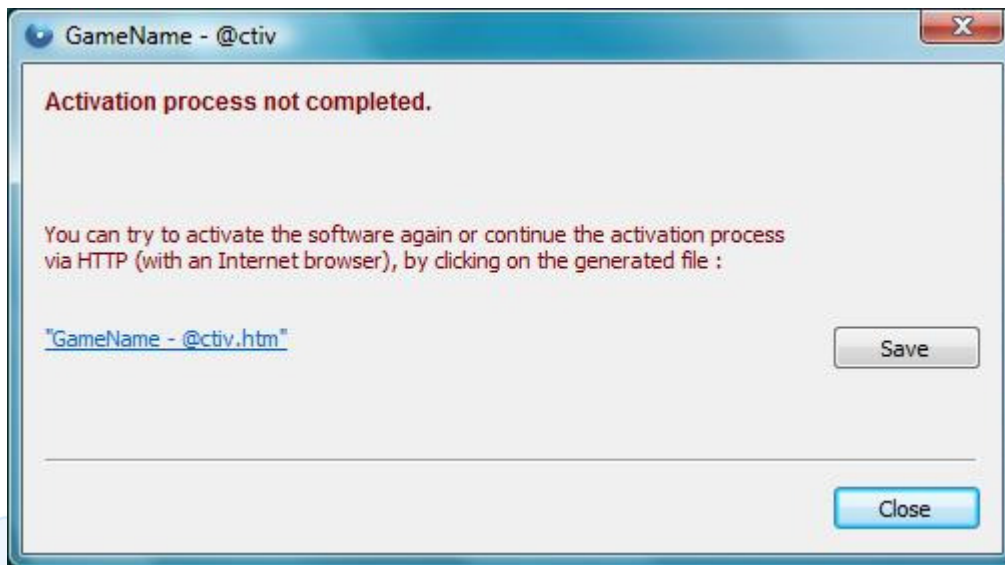 GameName - @ctiv
Activation process not completed.
You can try to activate the software again or continue the activation process
via HTTP (with an Internet browser), by clicking on the generated file :
"GameName - @ctiv.htm"
Save
Close